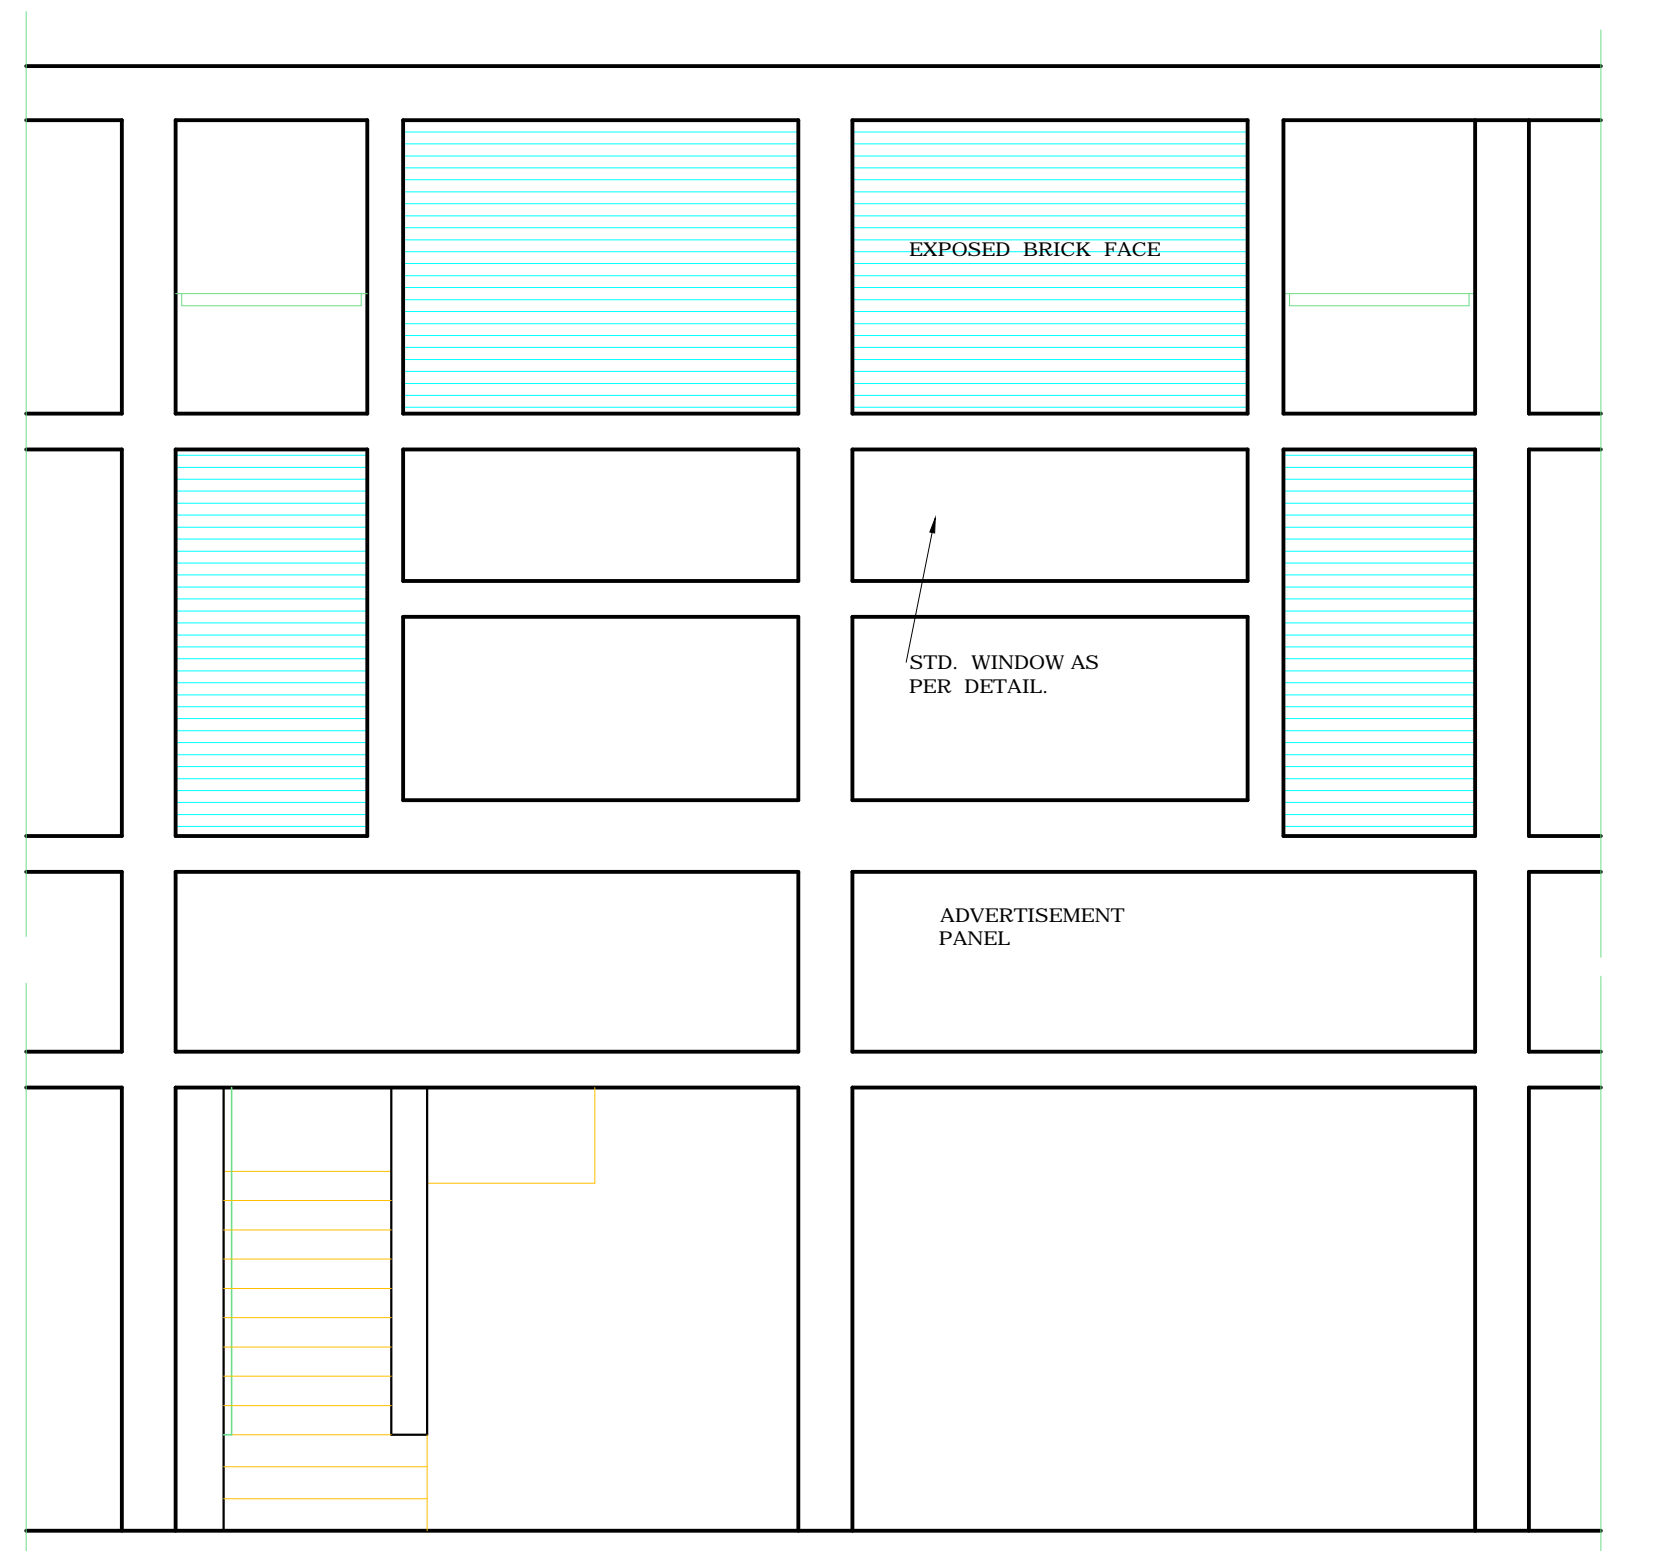 EXPOSED BRICK FACE
STD. WINDOW AS
PER DETAIL.
ADVERTISEMENT
PANEL